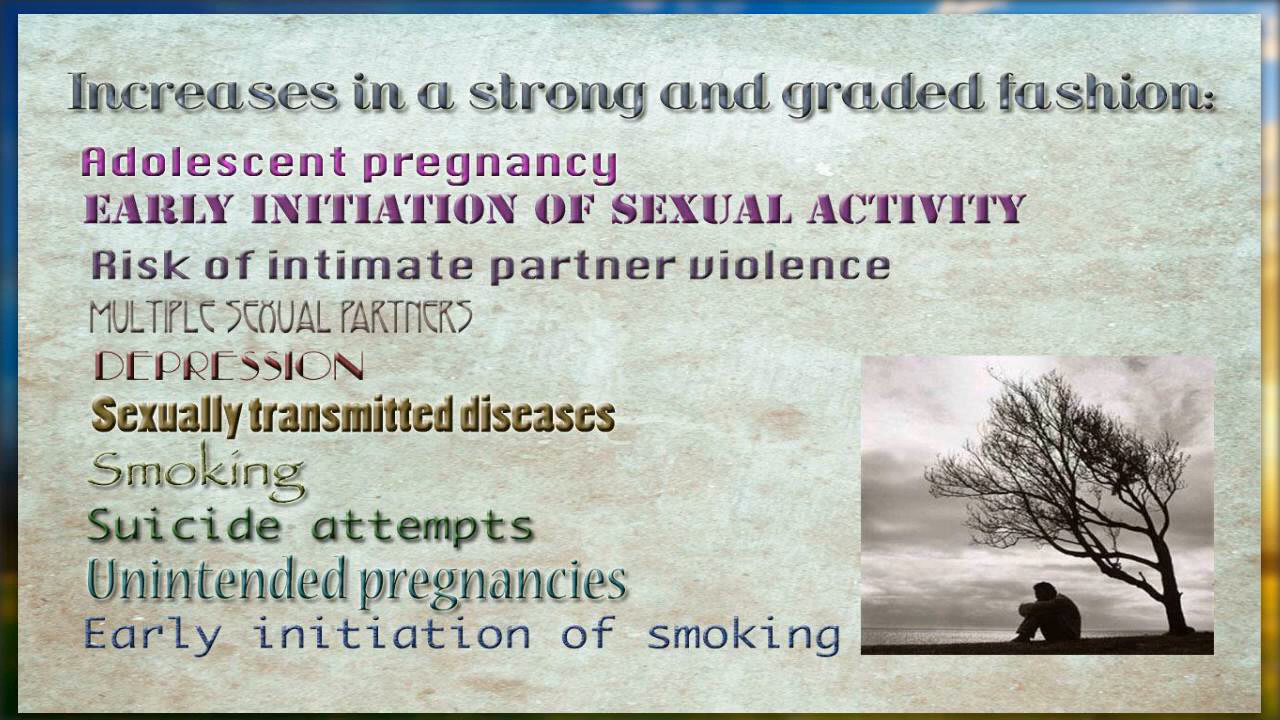 Increases in a strong and graded fashion:
Adolescent pregnancy
EARLY INITIATION OF SEXUAL ACTIVITY
Risk of intimate partner violence
MULTIPLE SEXUAL PARTNERS
DEPRESSION
Sexually transmitted diseases
Smoking
Suicide attempts
Unintended pregnancies
Early initiation of smoking